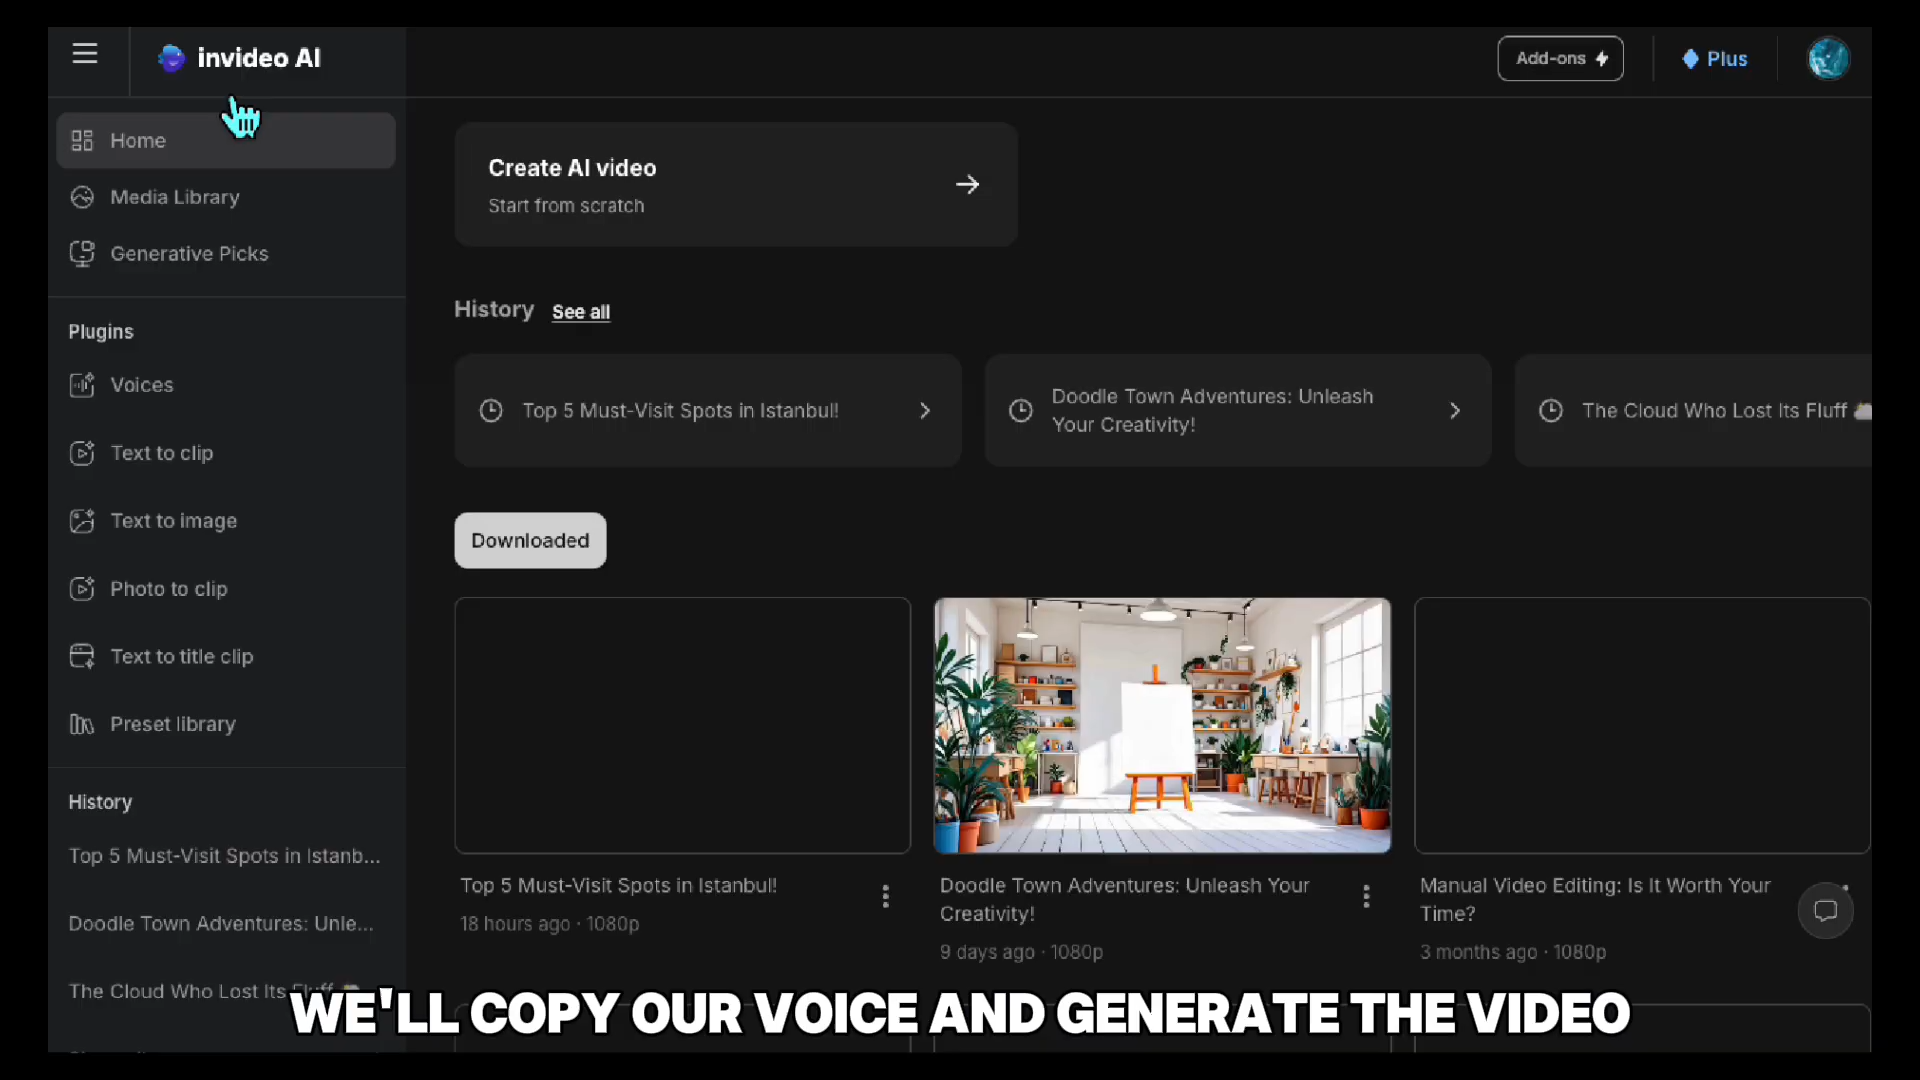 invideo AI
Add-ons
Plus
Home
Media Library
Generative Picks
Plugins
Voices
Text to clip
Text to image
Photo to clip
Text to title clip
Preset library
History
Top 5 Must-Visit Spots in Istanb...
Doodle Town Adventures: Unle...
The Cloud Who Lost Its Fluff
Create AI video
Start from scratch
History See all
Top 5 Must-Visit Spots in Istanbul!
Doodle Town Adventures: Unleash
Your Creativity!
The Cloud Who Lost Its Fluff
Downloaded
Top 5 Must-Visit Spots in Istanbul!
18 hours ago · 1080p
Doodle Town Adventures: Unleash Your
Creativity!
9 days ago · 1080p
Manual Video Editing: Is It Worth Your
Time?
3 months ago · 1080p
WE'LL COPY OUR VOICE AND GENERATE THE VIDEO